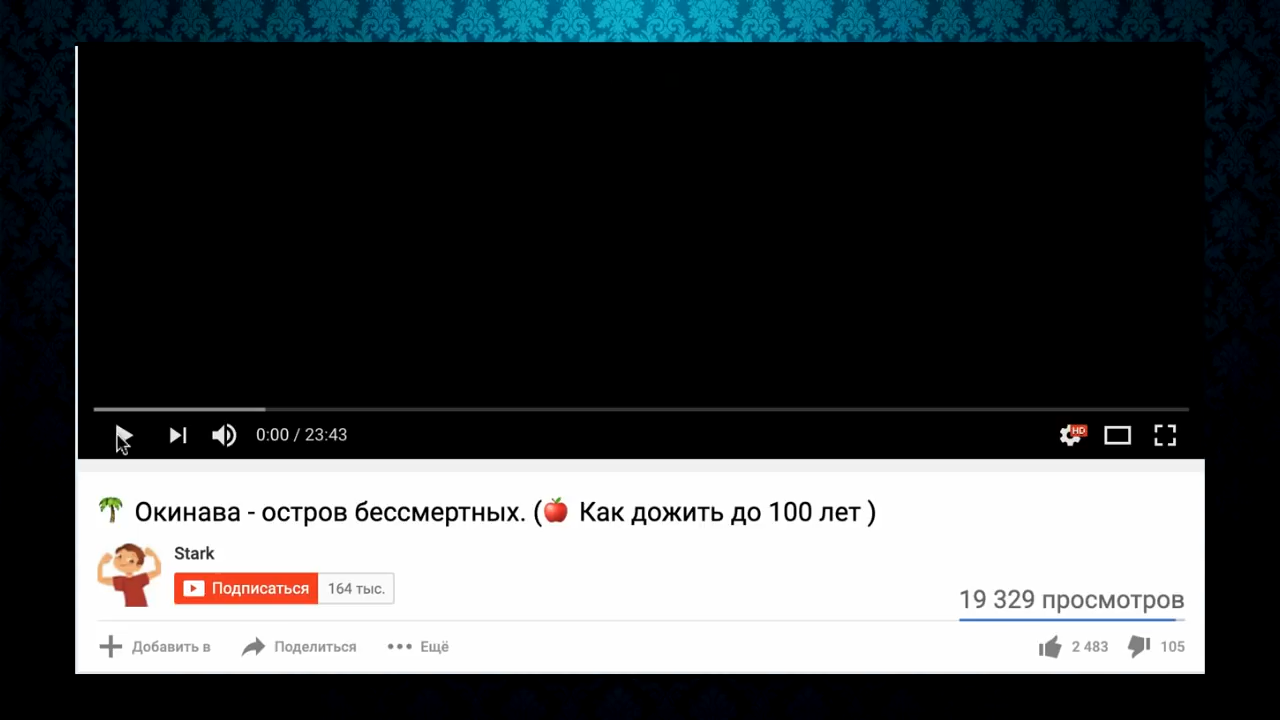 0:00 / 23:43
HD
🌴 Окинава - остров бессмертных. (🍎 Как дожить до 100 лет )
Stark
Подписаться 164 тыс.
19 329 просмотров
Добавить в Поделиться Ещё 2 483 105